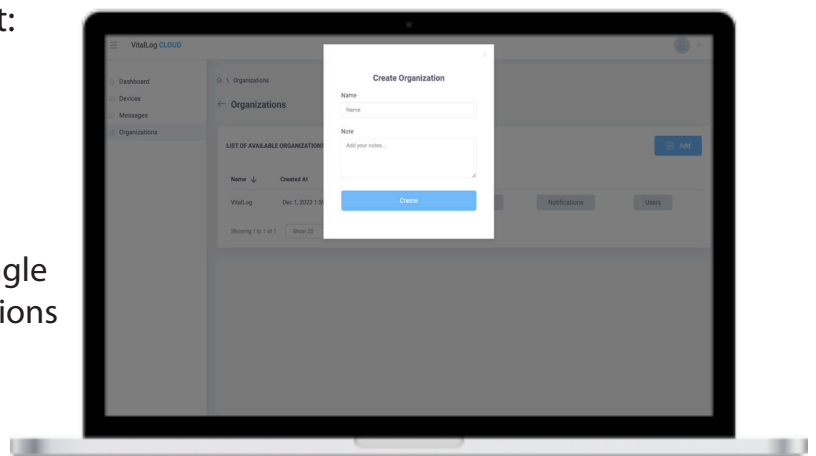 t:
gle
ions
VitalLog CLOUD
Dashboard
Devices
Messages
Organizations
\ Organizations
← Organizations
LIST OF AVAILABLE ORGANIZATIONS
Add
Name ↓ Created At
VitalLog Dec 1, 2023 1:5
Notifications Users
Showing 1 to 1 of 1 Show 25
×
Create Organization
Name
Name
Note
Add your notes...
Create